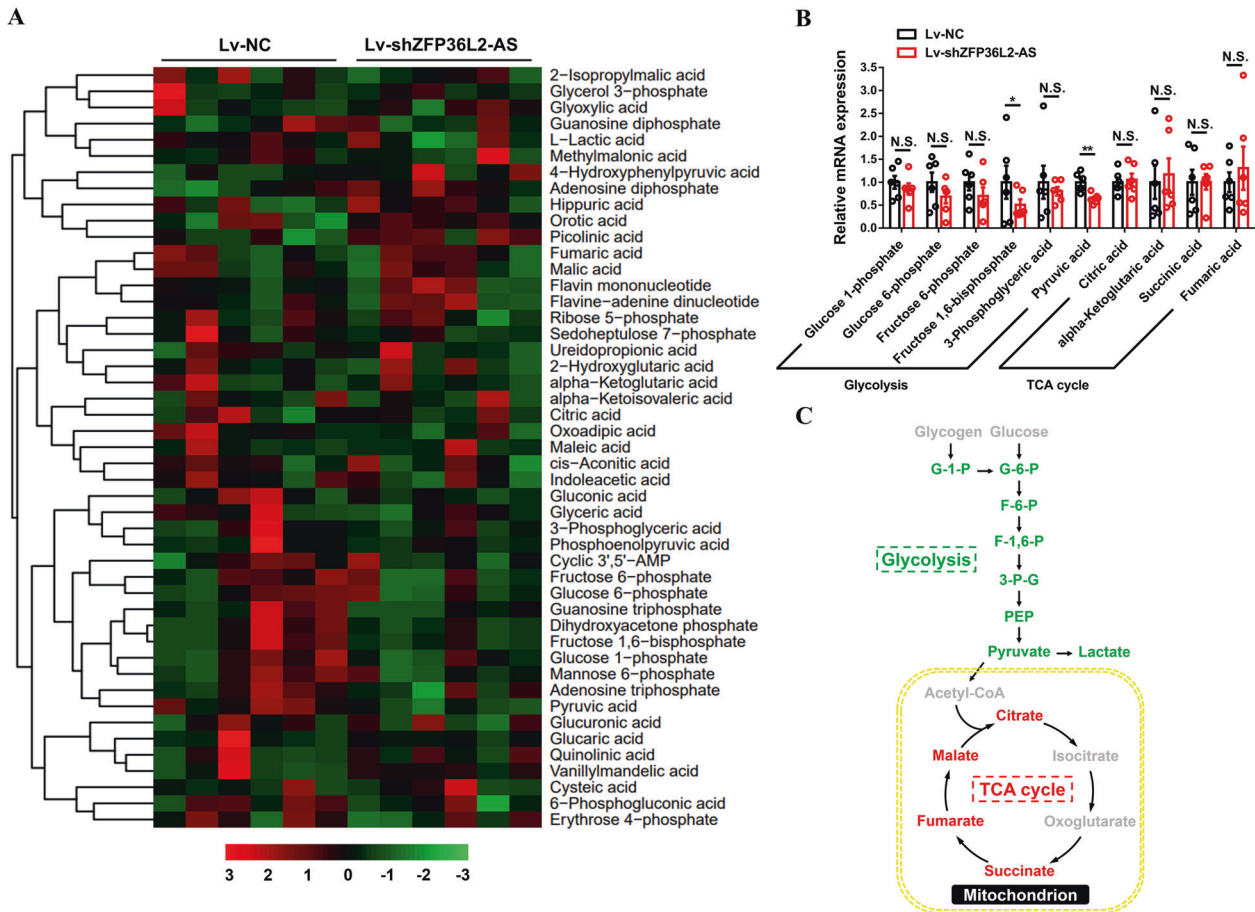 A
Lv-NC
Lv-shZFP36L2-AS
2−Isopropylmalic acid
Glycerol 3−phosphate
Glyoxylic acid
Guanosine diphosphate
L−Lactic acid
Methylmalonic acid
4−Hydroxyphenylpyruvic acid
Adenosine diphosphate
Hippuric acid
Orotic acid
Picolinic acid
Fumaric acid
Malic acid
Flavin mononucleotide
Flavine−adenine dinucleotide
Ribose 5−phosphate
Sedoheptulose 7−phosphate
Ureidopropionic acid
2−Hydroxyglutaric acid
alpha−Ketoglutaric acid
alpha−Ketoisovaleric acid
Citric acid
Oxoadipic acid
Maleic acid
cis−Aconitic acid
Indoleacetic acid
Gluconic acid
Glyceric acid
3−Phosphoglyceric acid
Phosphoenolpyruvic acid
Cyclic 3',5'−AMP
Fructose 6−phosphate
Glucose 6−phosphate
Guanosine triphosphate
Dihydroxyacetone phosphate
Fructose 1,6−bisphosphate
Glucose 1−phosphate
Mannose 6−phosphate
Adenosine triphosphate
Pyruvic acid
Glucuronic acid
Glucaric acid
Quinolinic acid
Vanillylmandelic acid
Cysteic acid
6−Phosphogluconic acid
Erythrose 4−phosphate
3 2 1 0 -1 -2 -3
B
Lv-NC
Lv-shZFP36L2-AS
Relative mRNA expression
3.5
3.0
2.5
2.0
1.5
1.0
0.5
0.0
N.S. N.S. N.S. * N.S. ** N.S. N.S. N.S. N.S.
Glucose 1-phosphate
Glucose 6-phosphate
Fructose 6-phosphate
Fructose 1,6-bisphosphate
3-Phosphoglyceric acid
Pyruvic acid
Citric acid
alpha-Ketoglutaric acid
Succinic acid
Fumaric acid
Glycolysis
TCA cycle
C
Glycogen Glucose
G-1-P G-6-P
F-6-P
F-1,6-P
Glycolysis
3-P-G
PEP
Pyruvate Lactate
Acetyl-CoA
Citrate
Malate
Isocitrate
TCA cycle
Fumarate
Oxoglutarate
Succinate
Mitochondrion